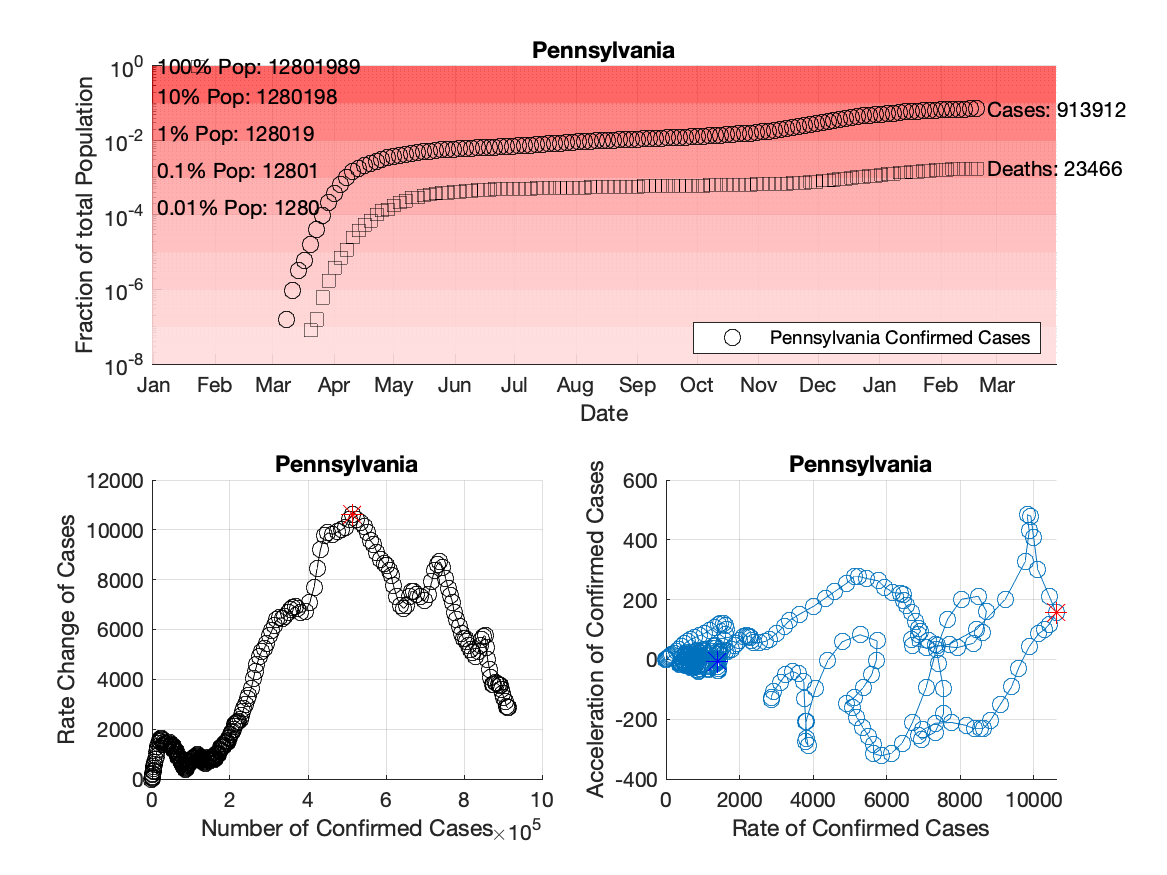 Pennsylvania
Fraction of total Population
10^0
10^-2
10^-4
10^-6
10^-8
100% Pop: 12801989
10% Pop: 1280198
1% Pop: 128019
0.1% Pop: 12801
0.01% Pop: 1280
Cases: 913912
Deaths: 23466
Pennsylvania Confirmed Cases
Jan Feb Mar Apr May Jun Jul Aug Sep Oct Nov Dec Jan Feb Mar
Date
Pennsylvania
Rate Change of Cases
12000
10000
8000
6000
4000
2000
0
0 2 4 6 8 10
Number of Confirmed Cases
×10^5
Pennsylvania
Acceleration of Confirmed Cases
600
400
200
0
-200
-400
0 2000 4000 6000 8000 10000
Rate of Confirmed Cases